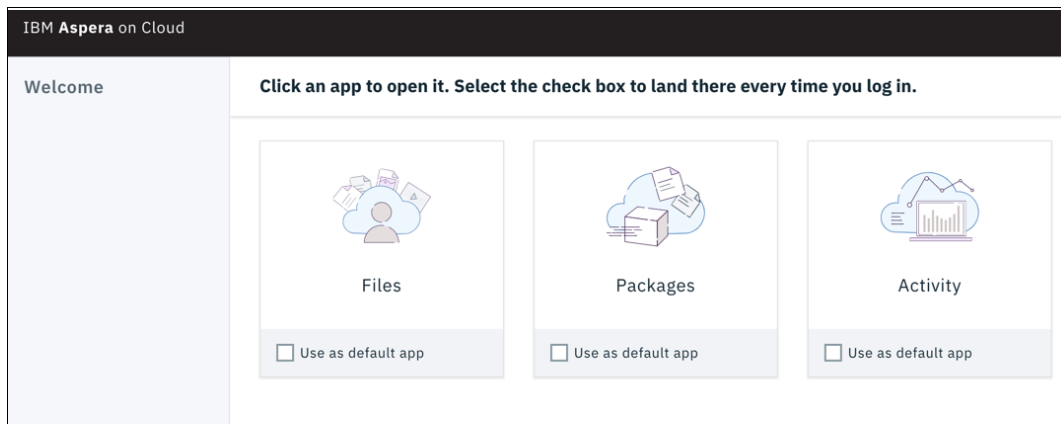 IBM Aspera on Cloud
Welcome
Click an app to open it. Select the check box to land there every time you log in.
Files
Packages
Activity
Use as default app
Use as default app
Use as default app